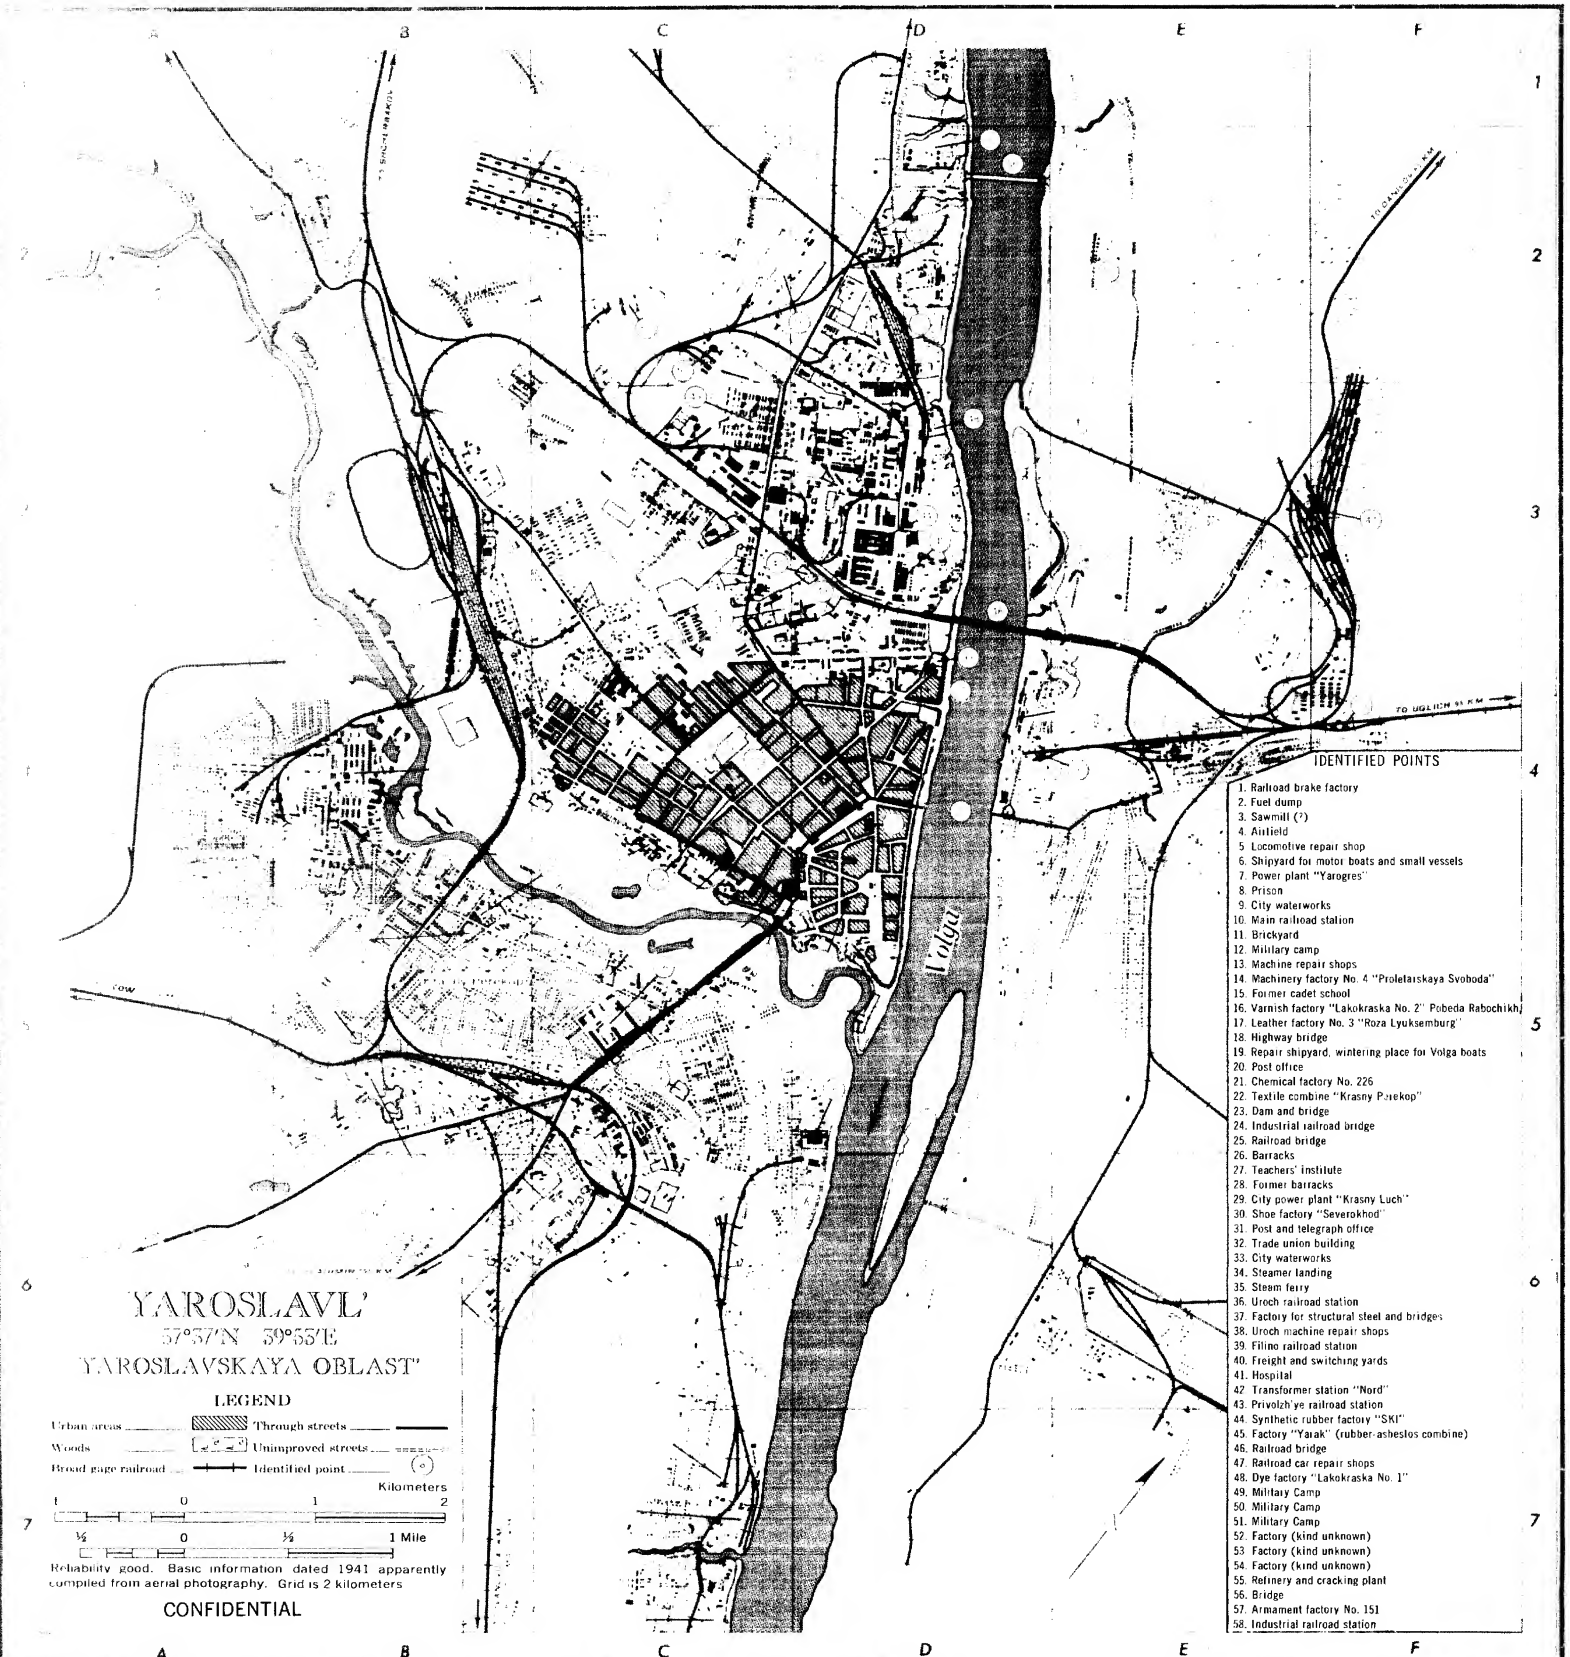 A B C D E F
1
2
3
4
5
6
7
TO DANILOV
TO UGLICH 91 KM
Volga
IDENTIFIED POINTS
1. Railroad brake factory
2. Fuel dump
3. Sawmill (?)
4. Airfield
5 Locomotive repair shop
6. Shipyard for motor boats and small vessels
7. Power plant "Yarogres"
8. Prison
9. City waterworks
10. Main railroad station
11. Brickyard
12. Military camp
13. Machine repair shops
14. Machinery factory No. 4 "Proletarskaya Svoboda"
15. Former cadet school
16. Varnish factory "Lakokraska No. 2" Pobeda Rabochikh
17. Leather factory No. 3 "Roza Lyuksemburg"
18. Highway bridge
19. Repair shipyard, wintering place for Volga boats
20. Post office
21. Chemical factory No. 226
22. Textile combine "Krasny Perekop"
23. Dam and bridge
24. Industrial railroad bridge
25. Railroad bridge
26. Barracks
27. Teachers' institute
28. Former barracks
29. City power plant "Krasny Luch"
30. Shoe factory "Severokhod"
31. Post and telegraph office
32. Trade union building
33. City waterworks
34. Steamer landing
35. Steam ferry
36. Uroch railroad station
37. Factory for structural steel and bridges
38. Uroch machine repair shops
39. Filino railroad station
40. Freight and switching yards
41. Hospital
42 Transformer station "Nord"
43. Privolzh'ye railroad station
44. Synthetic rubber factory "SKI"
45. Factory "Yarak" (rubber-asbestos combine)
46. Railroad bridge
47. Railroad car repair shops
48. Dye factory "Lakokraska No. 1"
49. Military Camp
50. Military Camp
51. Military Camp
52. Factory (kind unknown)
53 Factory (kind unknown)
54. Factory (kind unknown)
55. Refinery and cracking plant
56. Bridge
57. Armament factory No. 151
58. Industrial railroad station
YAROSLAVL'
57°37'N 39°55'E
YAROSLAVSKAYA OBLAST'
LEGEND
Urban areas Through streets
Woods Unimproved streets
Broad gage railroad Identified point
Kilometers
1 0 1 2
½ 0 ½ 1 Mile
Reliability good. Basic information dated 1941 apparently
compiled from aerial photography. Grid is 2 kilometers
CONFIDENTIAL
A B C D E F